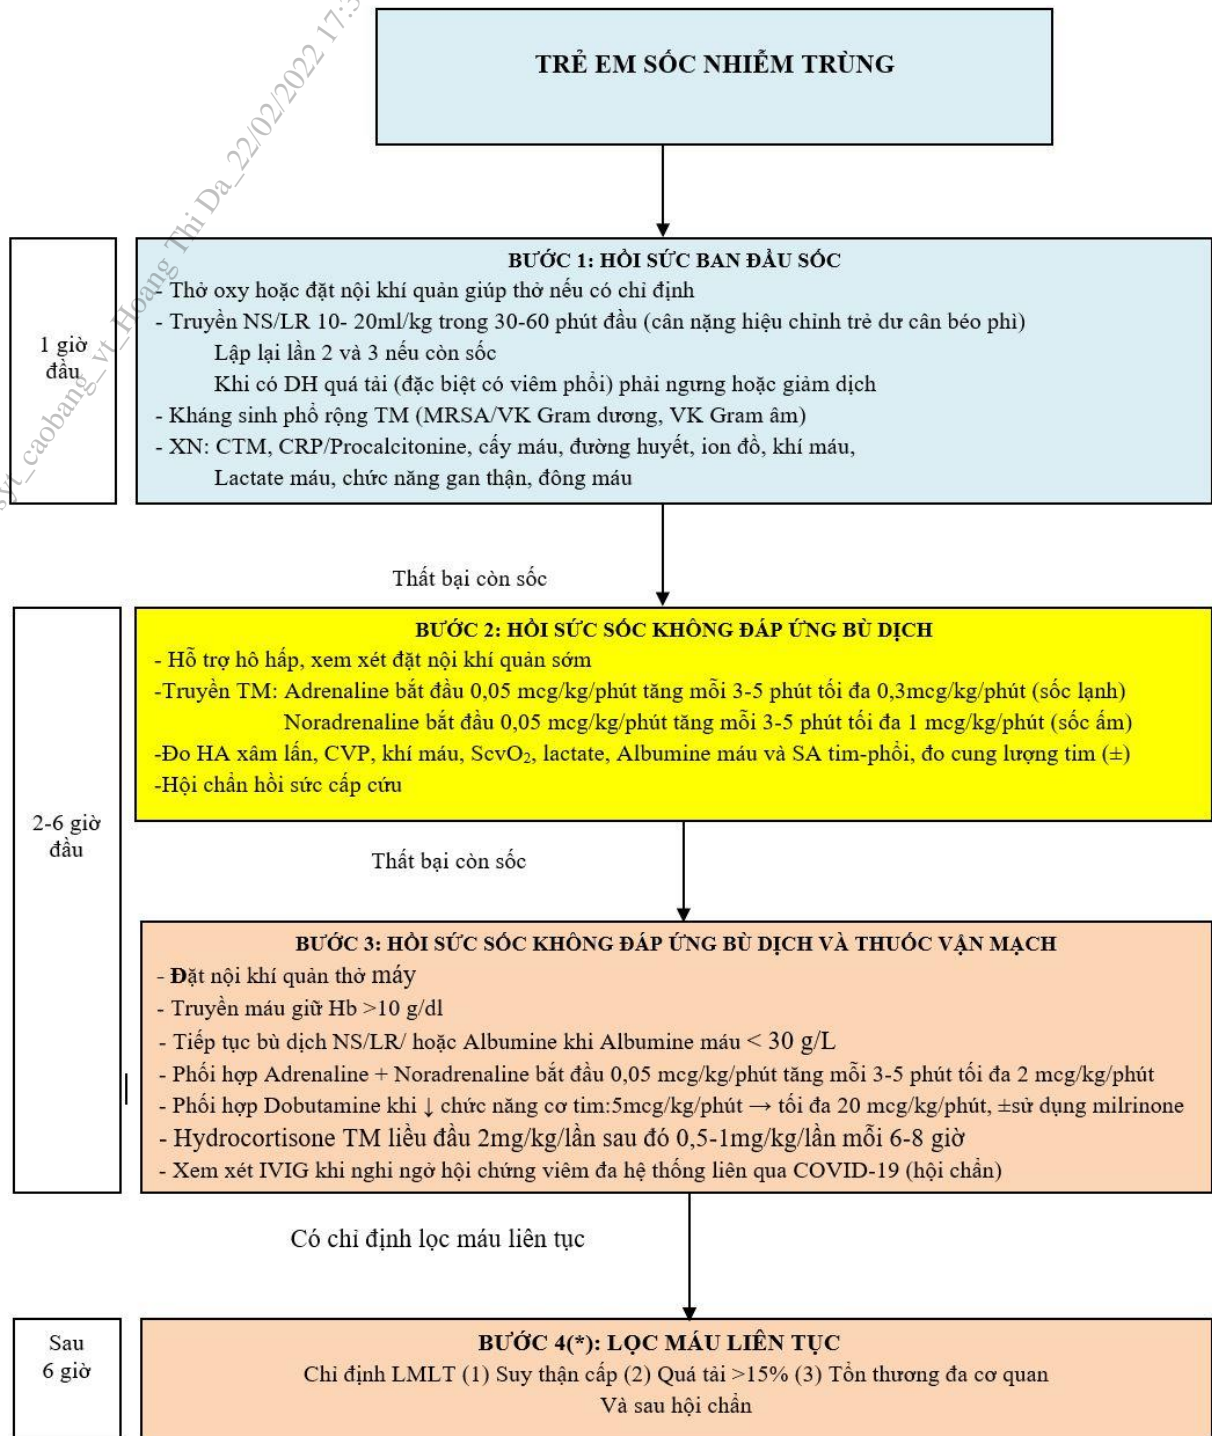 syt_caobang_vt_Hoang Thi Da_22/02/2022 17:3
TRẺ EM SỐC NHIỄM TRÙNG
1 giờ
đầu
BƯỚC 1: HỒI SỨC BAN ĐẦU SỐC
- Thở oxy hoặc đặt nội khí quản giúp thở nếu có chỉ định
- Truyền NS/LR 10- 20ml/kg trong 30-60 phút đầu (cân nặng hiệu chỉnh trẻ dư cân béo phì)
Lập lại lần 2 và 3 nếu còn sốc
Khi có DH quá tải (đặc biệt có viêm phổi) phải ngưng hoặc giảm dịch
- Kháng sinh phổ rộng TM (MRSA/VK Gram dương, VK Gram âm)
- XN: CTM, CRP/Procalcitonine, cấy máu, đường huyết, ion đồ, khí máu,
Lactate máu, chức năng gan thận, đông máu
Thất bại còn sốc
2-6 giờ
đầu
BƯỚC 2: HỒI SỨC SỐC KHÔNG ĐÁP ỨNG BÙ DỊCH
- Hỗ trợ hô hấp, xem xét đặt nội khí quản sớm
-Truyền TM: Adrenaline bắt đầu 0,05 mcg/kg/phút tăng mỗi 3-5 phút tối đa 0,3mcg/kg/phút (sốc lạnh)
Noradrenaline bắt đầu 0,05 mcg/kg/phút tăng mỗi 3-5 phút tối đa 1 mcg/kg/phút (sốc ấm)
-Đo HA xâm lấn, CVP, khí máu, ScvO₂, lactate, Albumine máu và SA tim-phổi, đo cung lượng tim (±)
-Hội chẩn hồi sức cấp cứu
Thất bại còn sốc
BƯỚC 3: HỒI SỨC SỐC KHÔNG ĐÁP ỨNG BÙ DỊCH VÀ THUỐC VẬN MẠCH
- Đặt nội khí quản thở máy
- Truyền máu giữ Hb >10 g/dl
- Tiếp tục bù dịch NS/LR/ hoặc Albumine khi Albumine máu < 30 g/L
- Phối hợp Adrenaline + Noradrenaline bắt đầu 0,05 mcg/kg/phút tăng mỗi 3-5 phút tối đa 2 mcg/kg/phút
- Phối hợp Dobutamine khi ↓ chức năng cơ tim:5mcg/kg/phút → tối đa 20 mcg/kg/phút, ±sử dụng milrinone
- Hydrocortisone TM liều đầu 2mg/kg/lần sau đó 0,5-1mg/kg/lần mỗi 6-8 giờ
- Xem xét IVIG khi nghi ngở hội chứng viêm đa hệ thống liên qua COVID-19 (hội chẩn)
Có chỉ định lọc máu liên tục
Sau
6 giờ
BƯỚC 4(*): LỌC MÁU LIÊN TỤC
Chỉ định LMLT (1) Suy thận cấp (2) Quá tải >15% (3) Tổn thương đa cơ quan
Và sau hội chẩn